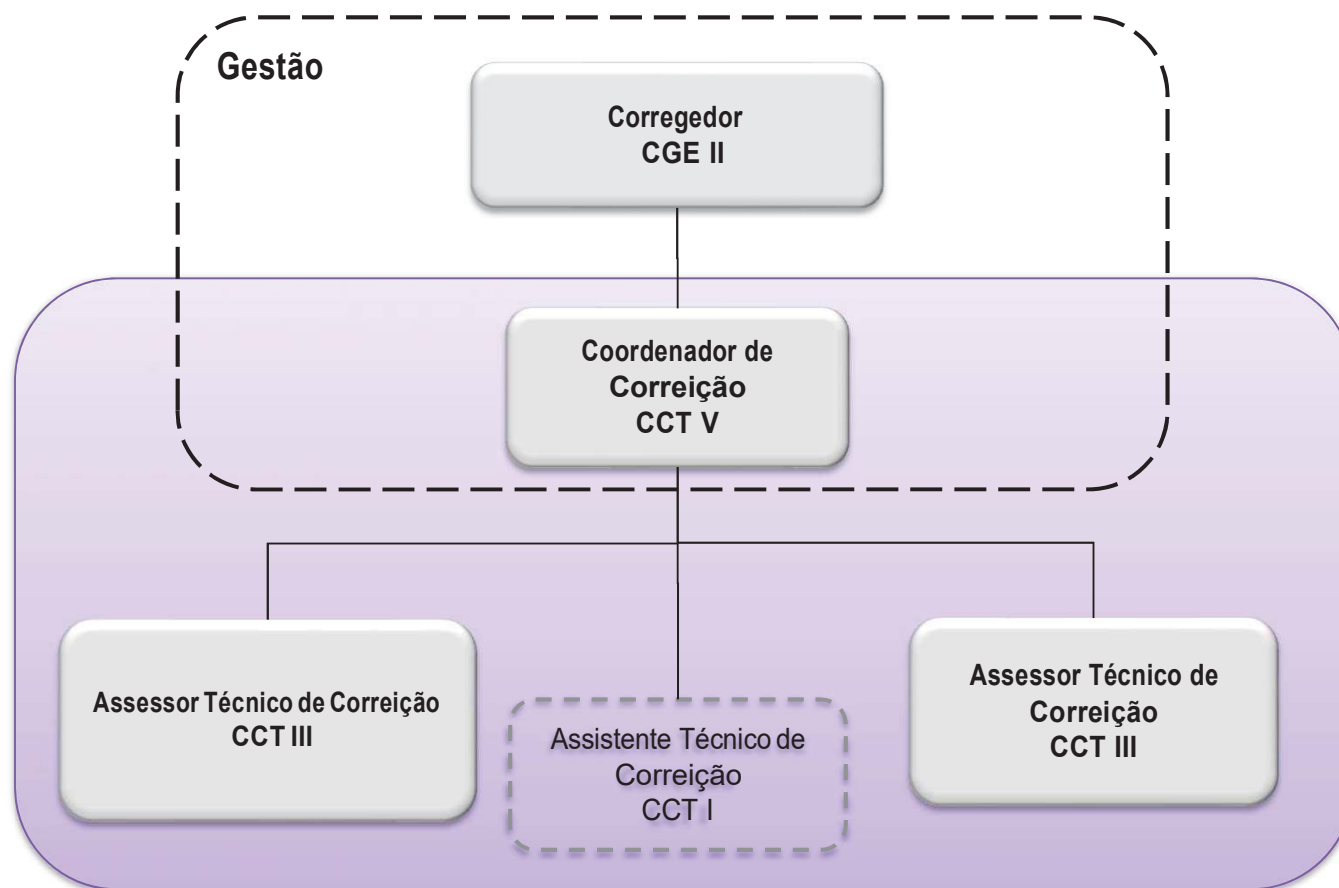 Gestão
Corregedor
CGE II
Coordenador de
Correição
CCT V
Assessor Técnico de Correição
CCT III
Assistente Técnico de
Correição
CCT I
Assessor Técnico de
Correição
CCT III